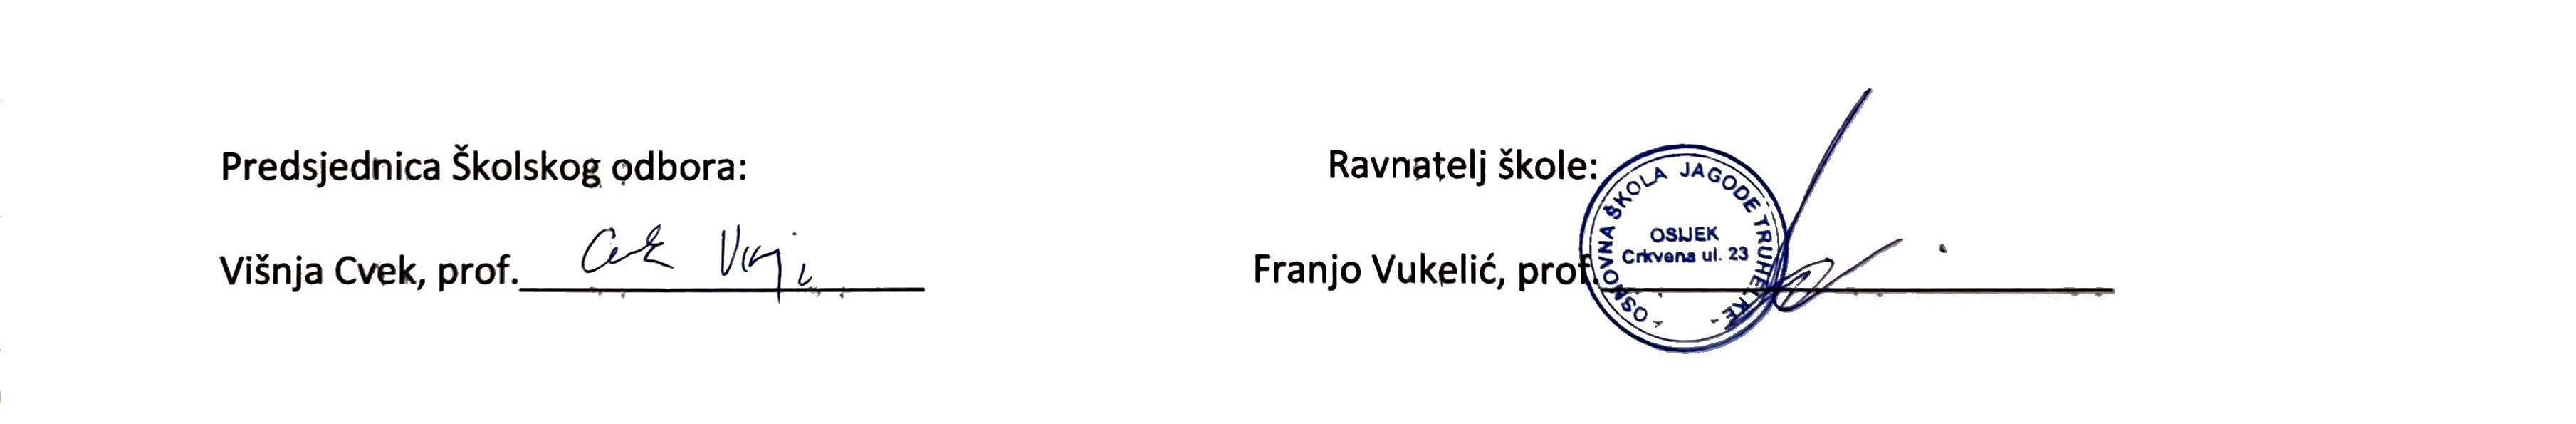 Predsjednica Školskog odbora:
Višnja Cvek, prof.
Ravnatelj škole:
Franjo Vukelić, prof.
OSNOVNA ŠKOLA JAGODE TRUHELKE
OSIJEK
Crkvena ul. 23